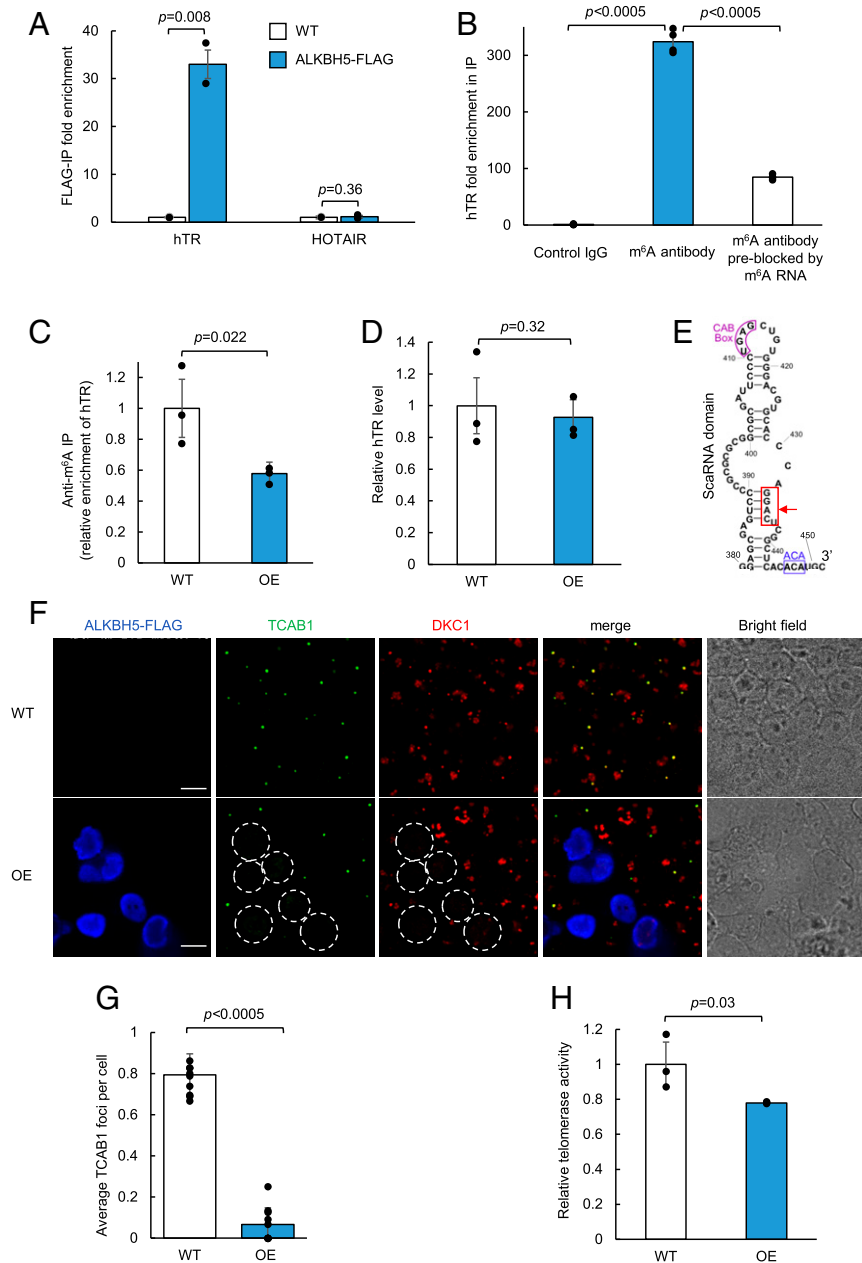 A
40
30
20
10
0
FLAG-IP fold enrichment
p=0.008
p=0.36
WT
ALKBH5-FLAG
hTR
HOTAIR
B
p<0.0005
p<0.0005
300
200
100
0
hTR fold enrichment in IP
Control IgG
m⁶A antibody
m⁶A antibody
pre-blocked by
m⁶A RNA
C
p=0.022
1.2
1
0.8
0.6
0.4
0.2
0
Anti-m⁶A IP
(relative enrichment of hTR)
WT
OE
D
p=0.32
1.4
1.2
1.0
0.8
0.6
0.4
0.2
0
Relative hTR level
WT
OE
E
CAB
Box
410
420
430
400
390
380
440
450
ScaRNA domain
ACA
3’
F
ALKBH5-FLAG
TCAB1
DKC1
merge
Bright field
WT
OE
G
p<0.0005
1
0.8
0.6
0.4
0.2
0
Average TCAB1 foci per cell
WT
OE
H
p=0.03
1.2
1
0.8
0.6
0.4
0.2
0
Relative telomerase activity
WT
OE